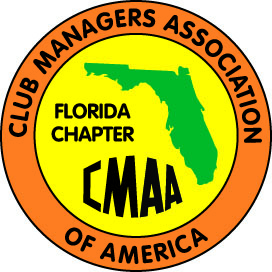 CLUB MANAGERS ASSOCIATION
FLORIDA
CHAPTER
CMAA
OF AMERICA